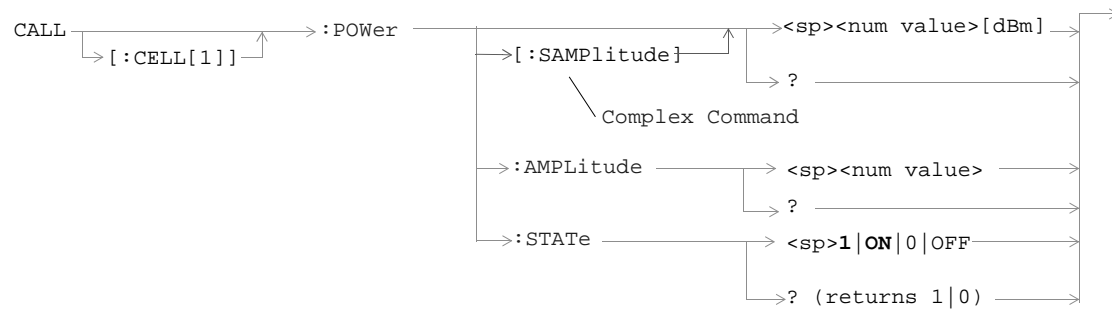 CALL [:CELL[1]] :POWer <sp><num value>[dBm]
[:SAMPlitude] ?
Complex Command
:AMPLitude <sp><num value>
?
:STATe <sp>1|ON|0|OFF
? (returns 1|0)